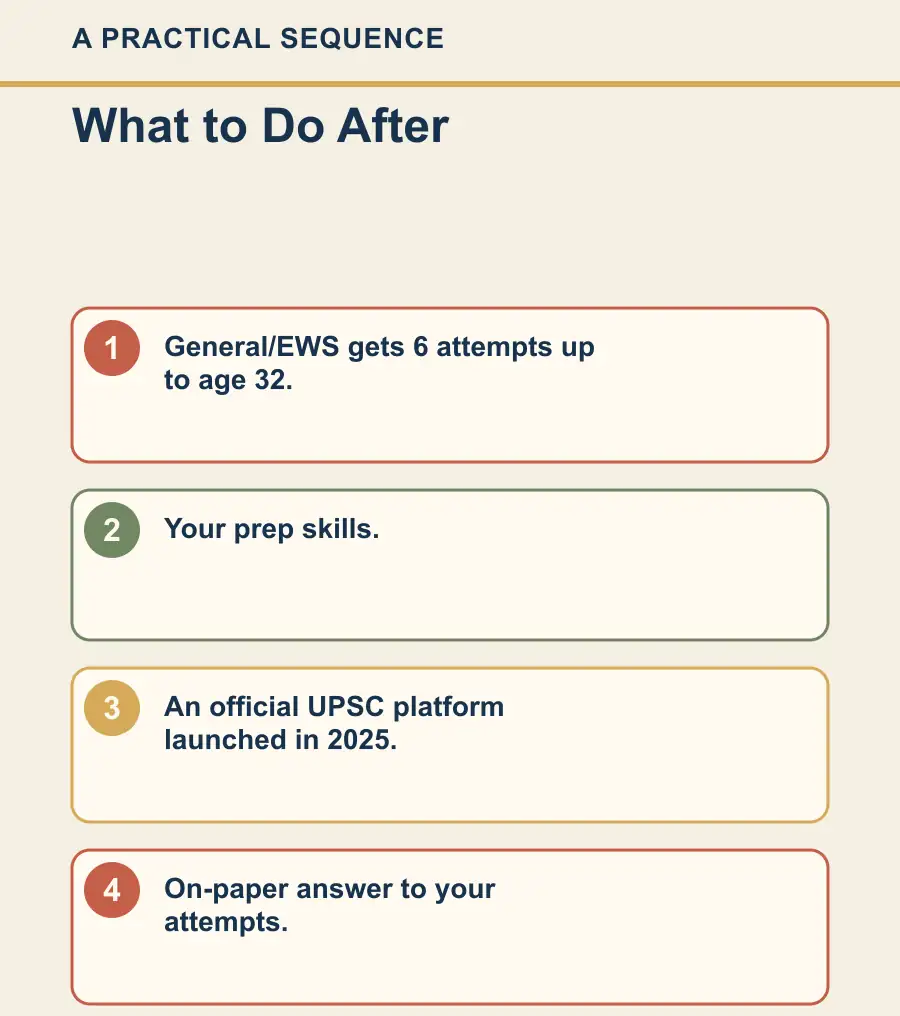 A PRACTICAL SEQUENCE
What to Do After
1
General/EWS gets 6 attempts up
to age 32.
2
Your prep skills.
3
An official UPSC platform
launched in 2025.
4
On-paper answer to your
attempts.